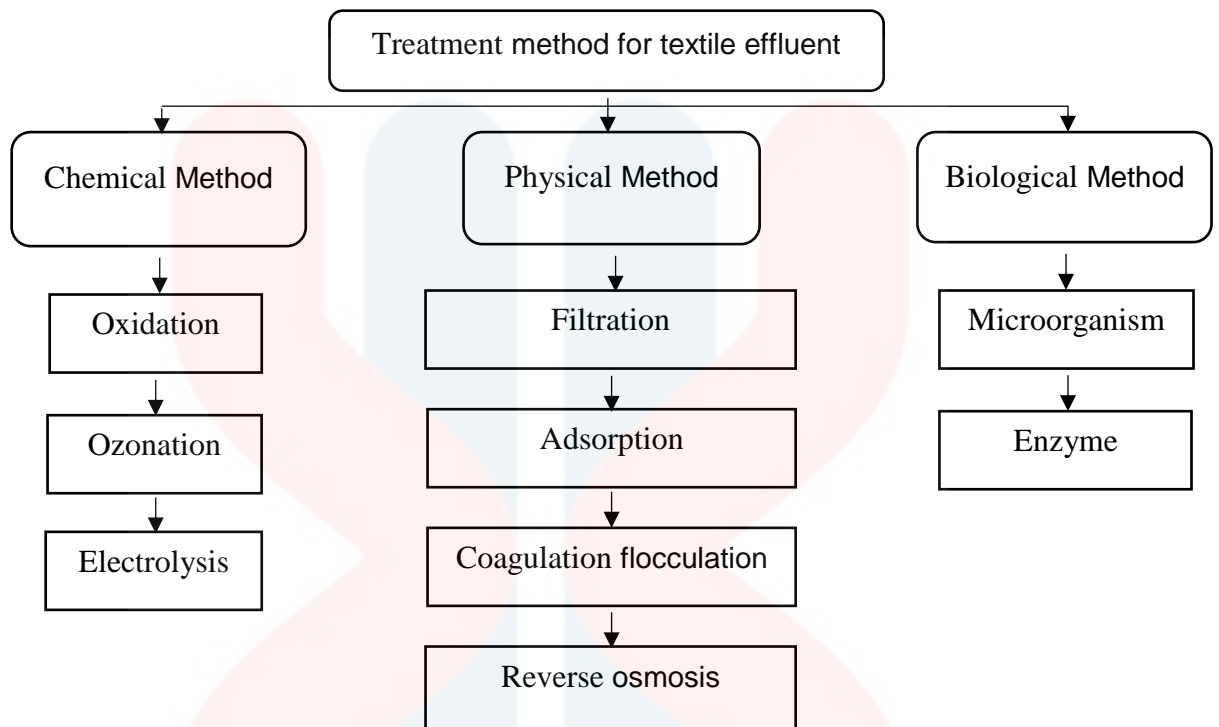 Treatment method for textile effluent
Chemical Method
Physical Method
Biological Method
Oxidation
Filtration
Microorganism
Ozonation
Adsorption
Enzyme
Electrolysis
Coagulation flocculation
Reverse osmosis